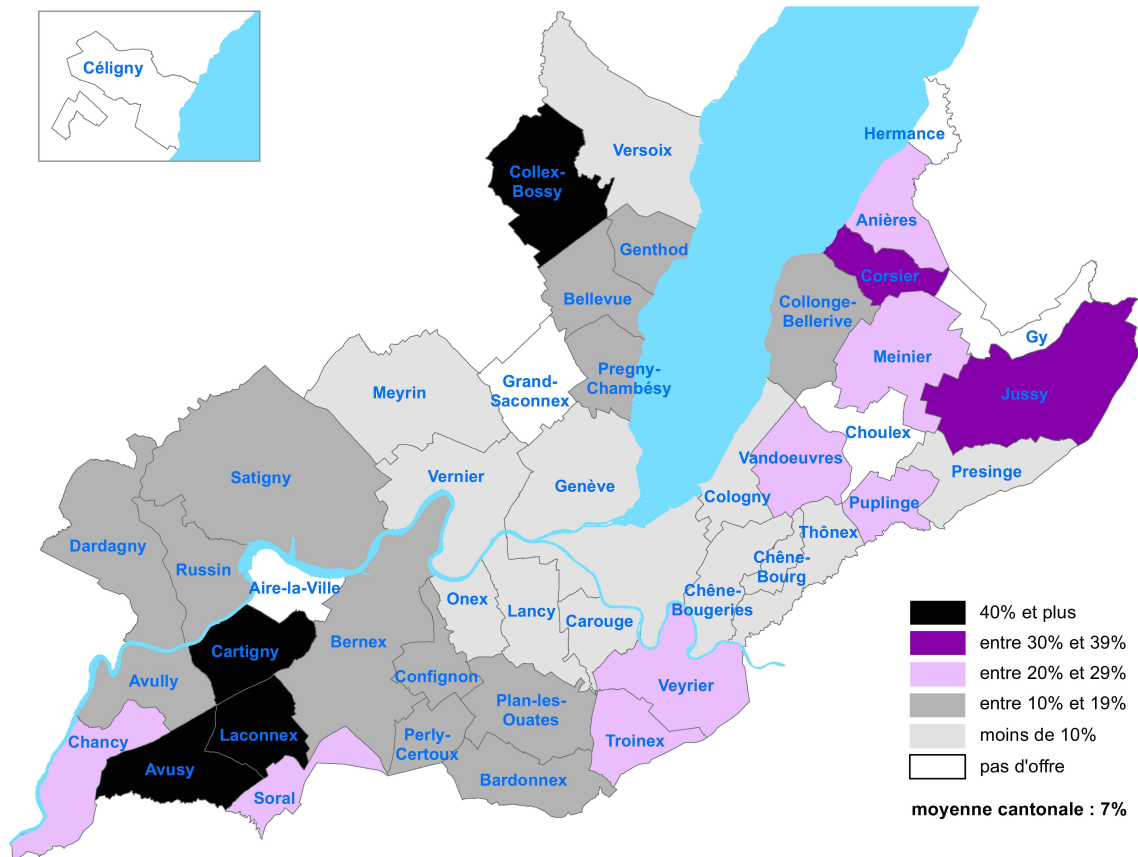 Céligny
Hermance
Versoix
Collex-
Bossy
Anières
Genthod
Corsier
Bellevue
Collonge-
Bellerive
Gy
Meinier
Pregny-
Chambésy
Grand-
Saconnex
Meyrin
Jussy
Choulex
Vandoeuvres
Presinge
Satigny
Vernier
Genève
Cologny
Puplinge
Thônex
Dardagny
Russin
Chêne-
Bourg
Aire-la-Ville
Onex
Lancy
Carouge
Chêne-
Bougeries
Bernex
Cartigny
Avully
Confignon
Veyrier
Plan-les-
Ouates
Chancy
Laconnex
Perly-
Certoux
Troinex
Avusy
Bardonnex
Soral
40% et plus
entre 30% et 39%
entre 20% et 29%
entre 10% et 19%
moins de 10%
pas d'offre
moyenne cantonale : 7%